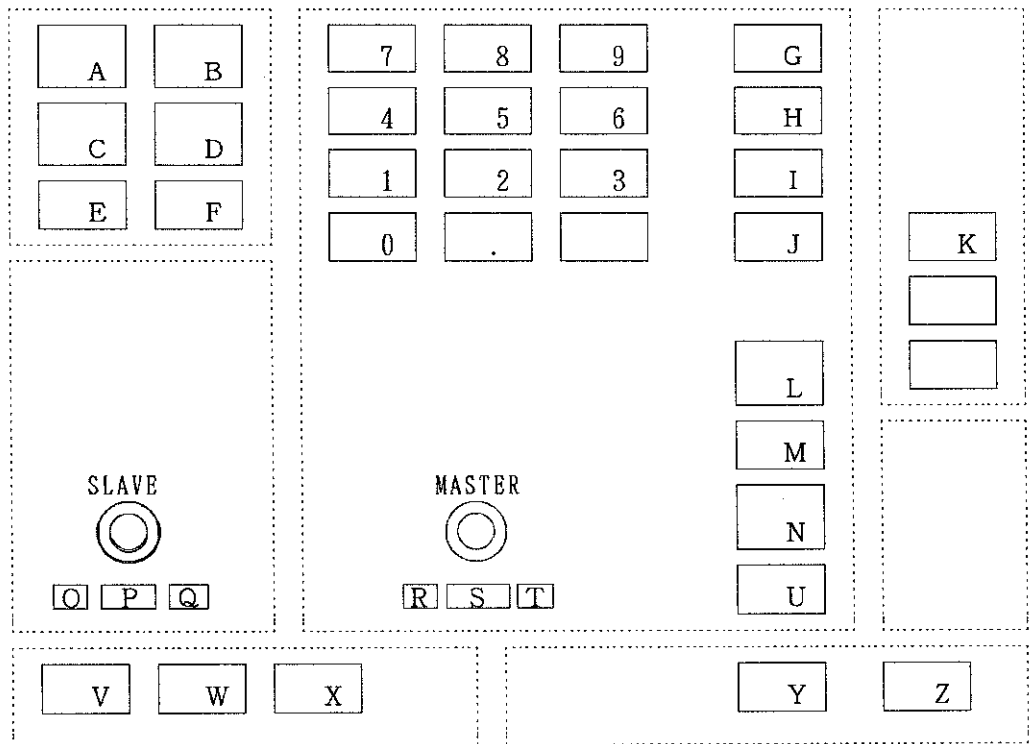 A B 7 8 9 G
C D 4 5 6 H
E F 1 2 3 I
0 . J K
L
M
SLAVE MASTER
N
O P Q R S T U
V W X Y Z